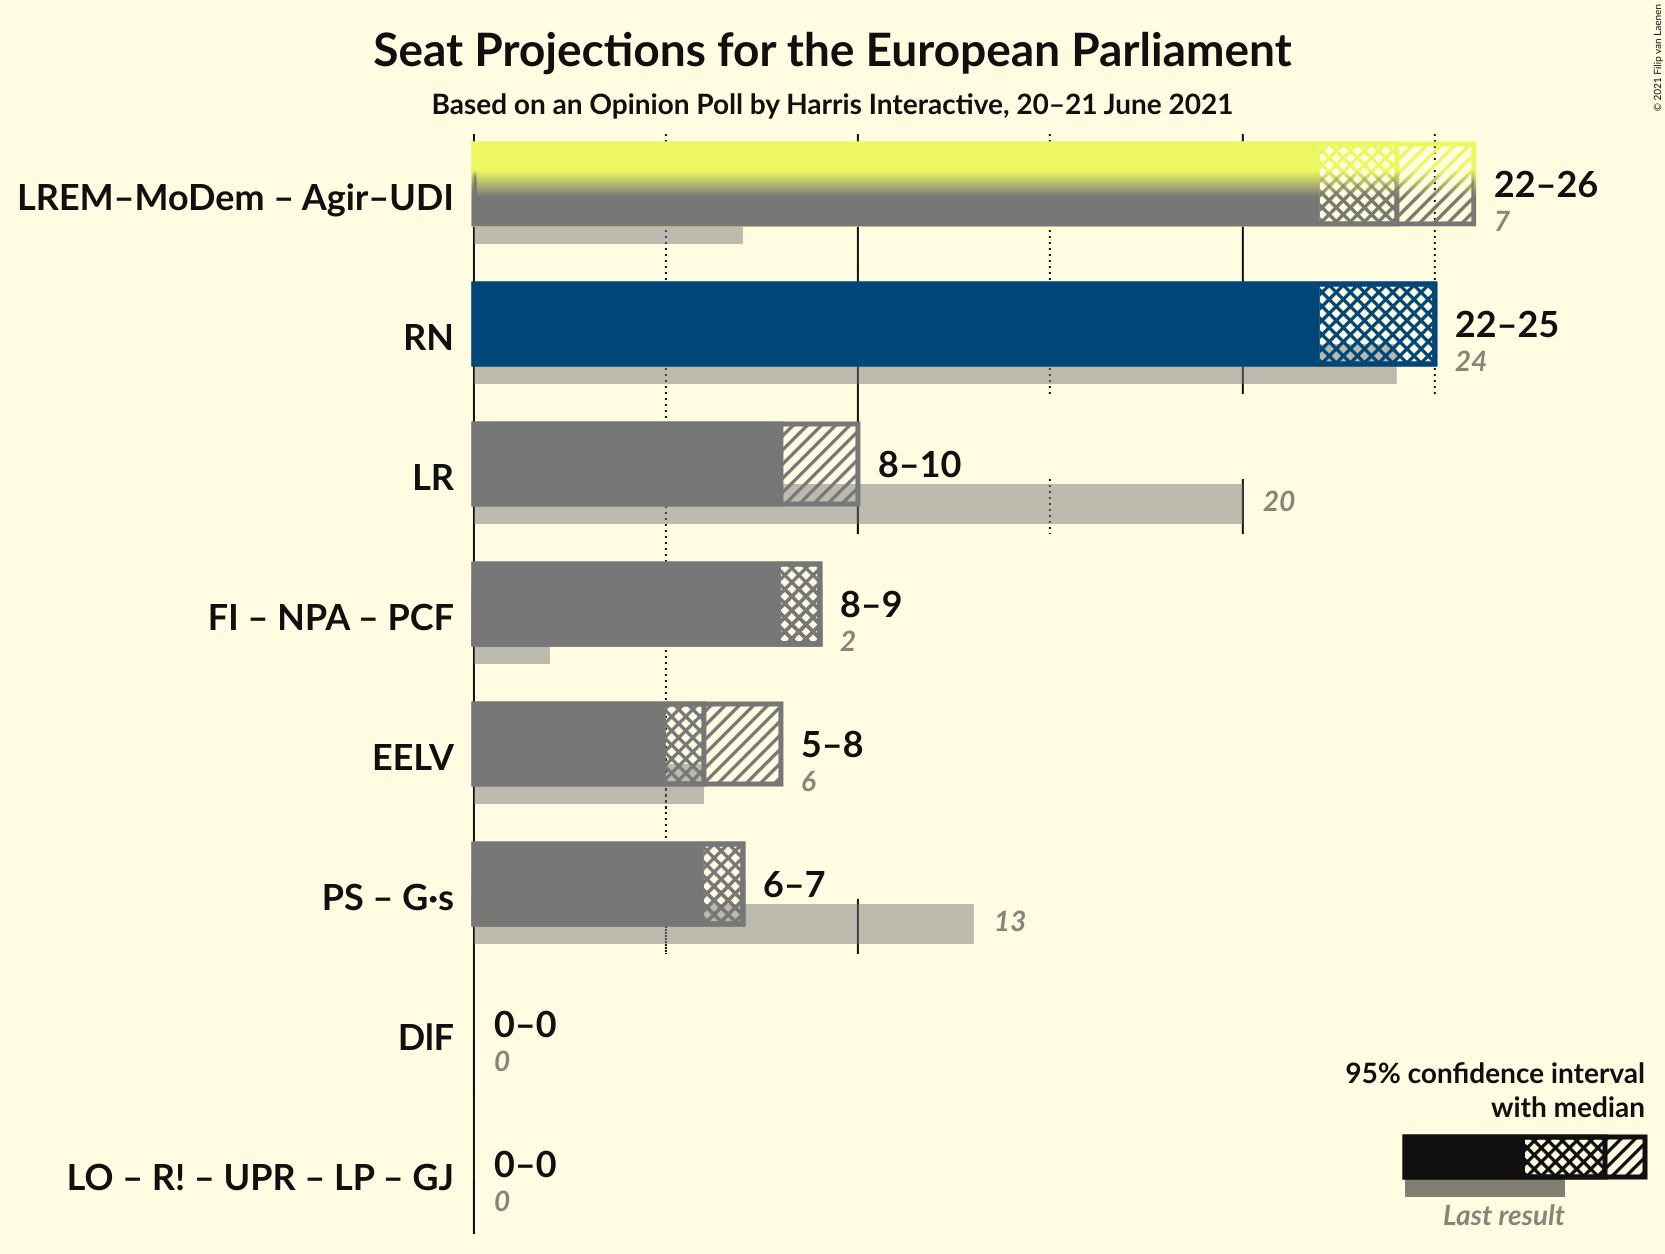 Seat Projections for the European Parliament
Based on an Opinion Poll by Harris Interactive, 20–21 June 2021
© 2021 Filip van Laenen
LREM–MoDem – Agir–UDI
22–26
7
RN
22–25
24
LR
8–10
20
FI – NPA – PCF
8–9
2
EELV
5–8
6
PS – G·s
6–7
13
DlF
0–0
0
LO – R! – UPR – LP – GJ
0–0
0
95% confidence interval
with median
Last result